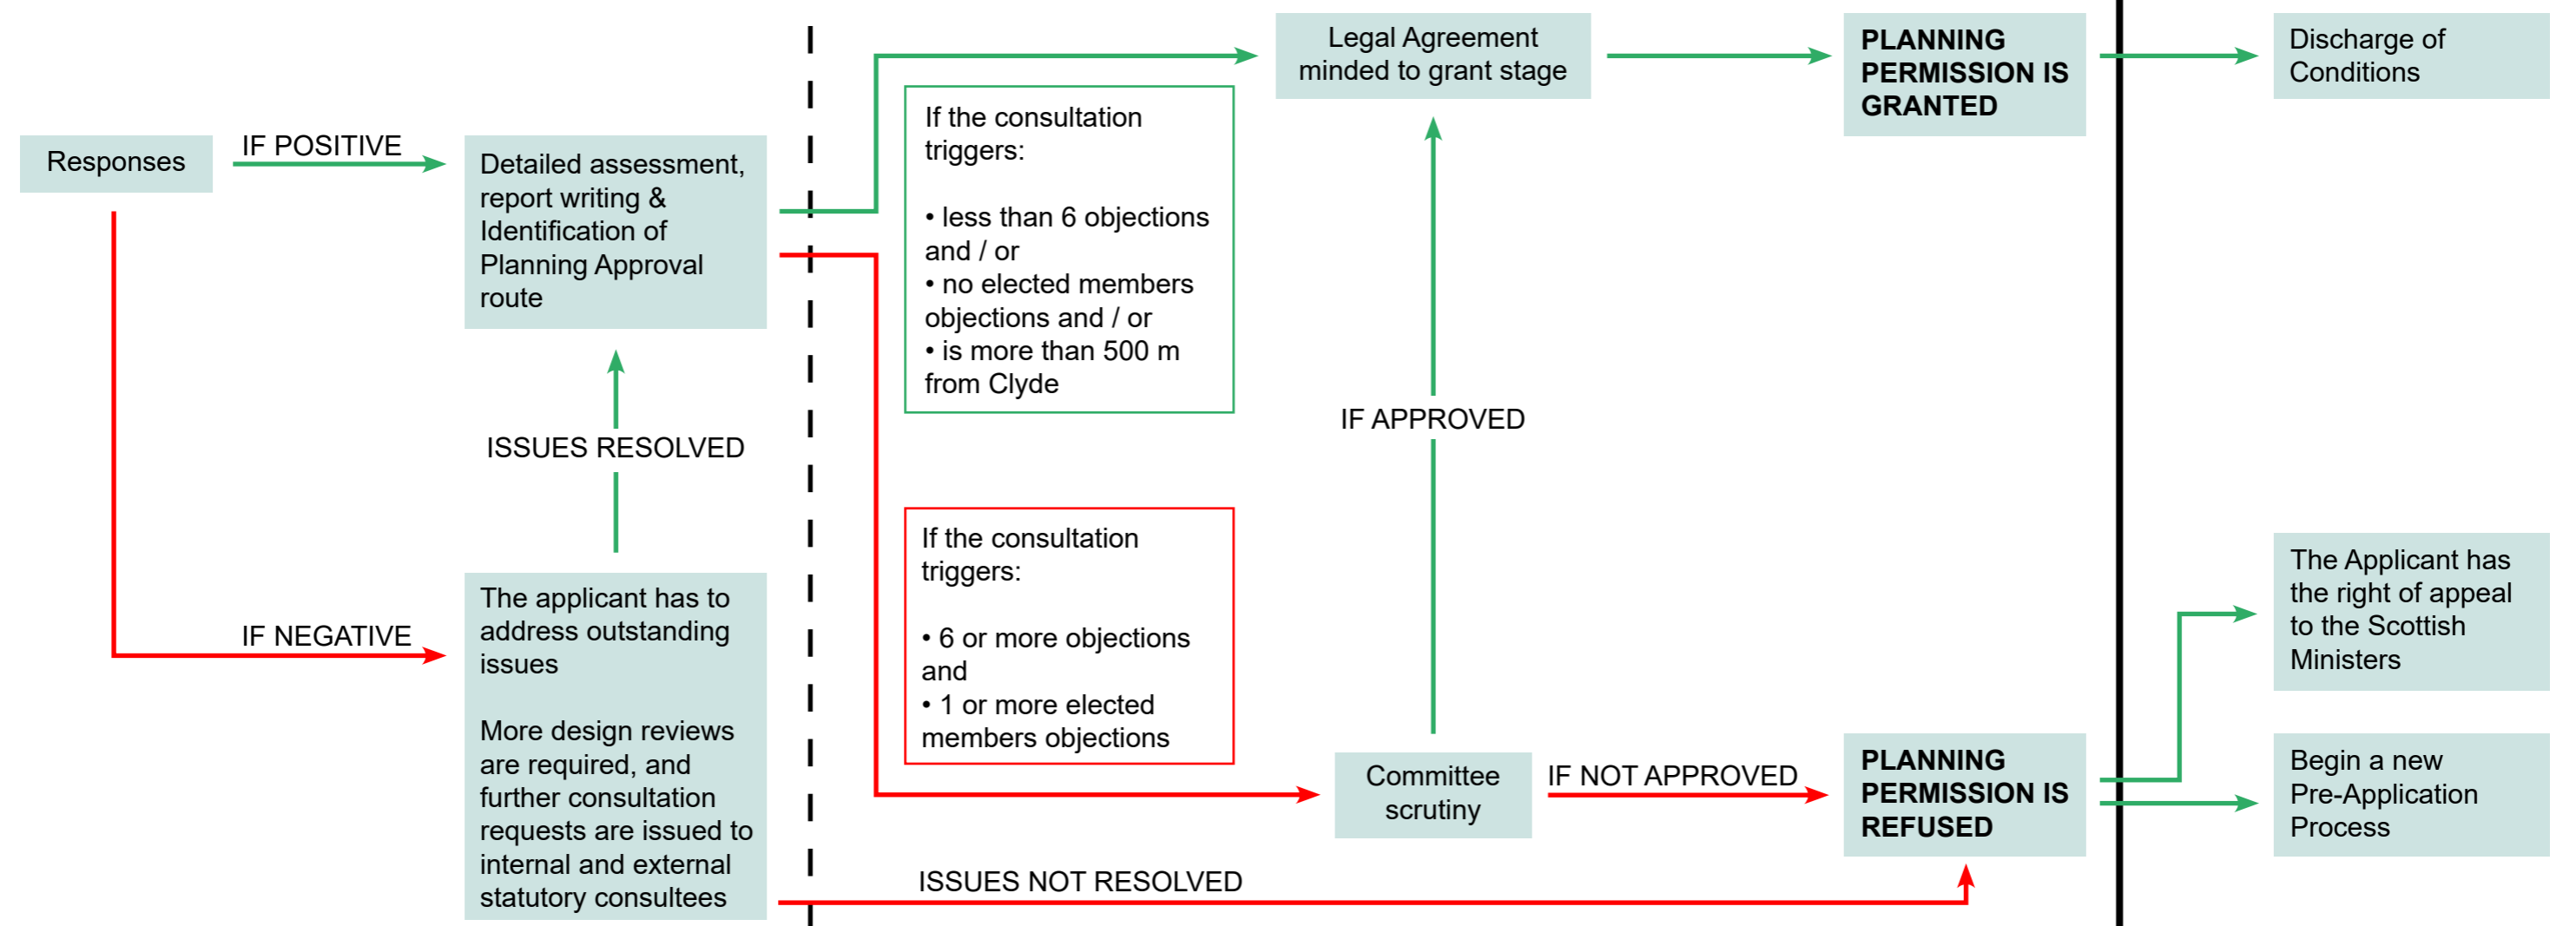 Responses
IF POSITIVE
IF NEGATIVE
Detailed assessment,
report writing &
Identification of
Planning Approval
route
ISSUES RESOLVED
The applicant has to
address outstanding
issues
More design reviews
are required, and
further consultation
requests are issued to
internal and external
statutory consultees
If the consultation
triggers:
• less than 6 objections
and / or
• no elected members
objections and / or
• is more than 500 m
from Clyde
If the consultation
triggers:
• 6 or more objections
and
• 1 or more elected
members objections
ISSUES NOT RESOLVED
Legal Agreement
minded to grant stage
IF APPROVED
Committee
scrutiny
IF NOT APPROVED
PLANNING
PERMISSION IS
GRANTED
PLANNING
PERMISSION IS
REFUSED
Discharge of
Conditions
The Applicant has
the right of appeal
to the Scottish
Ministers
Begin a new
Pre-Application
Process